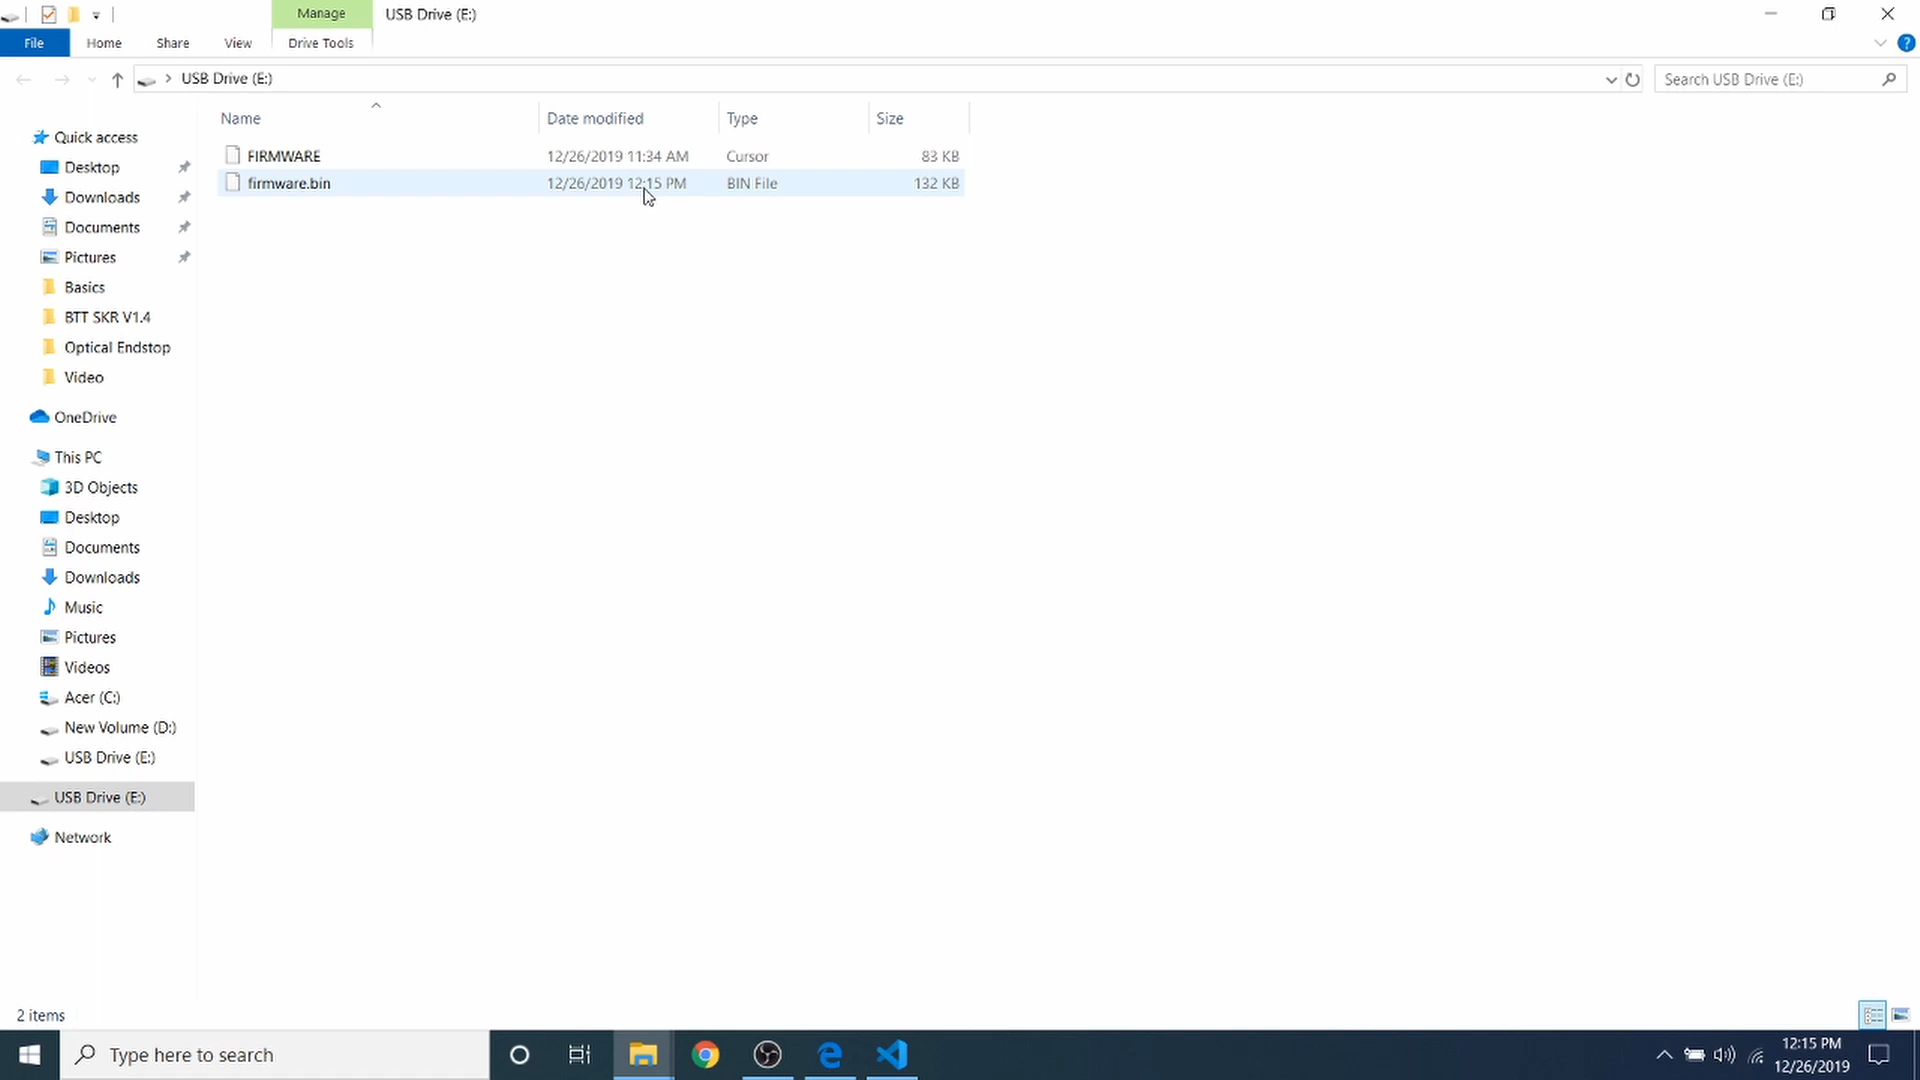 Manage
USB Drive (E:)
File
Home
Share
View
Drive Tools
?
USB Drive (E:)
Search USB Drive (E:)
Name
Date modified
Type
Size
FIRMWARE
12/26/2019 11:34 AM
Cursor
83 KB
firmware.bin
12/26/2019 12:15 PM
BIN File
132 KB
Quick access
Desktop
Downloads
Documents
Pictures
Basics
BTT SKR V1.4
Optical Endstop
Video
OneDrive
This PC
3D Objects
Desktop
Documents
Downloads
Music
Pictures
Videos
Acer (C:)
New Volume (D:)
USB Drive (E:)
USB Drive (E:)
Network
2 items
Type here to search
12:15 PM
12/26/2019